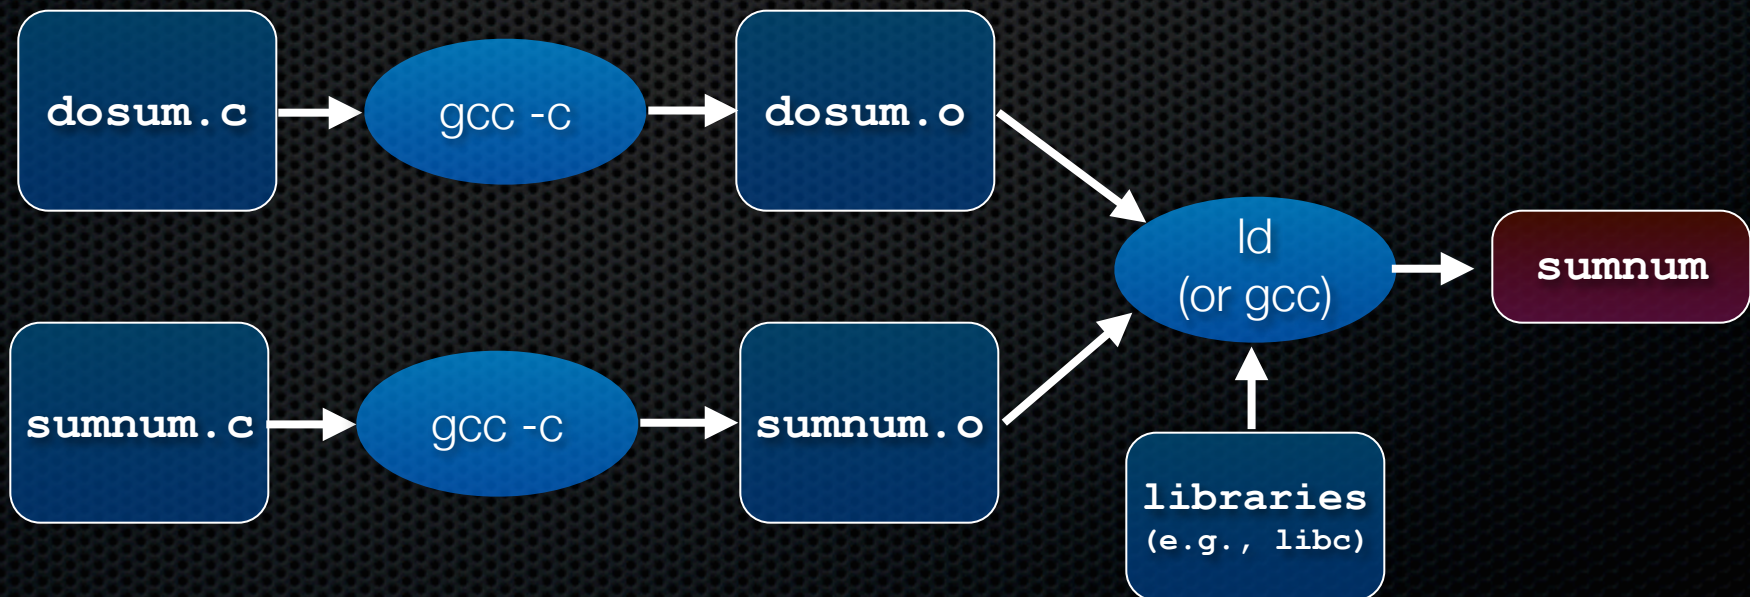 dosum.c
gcc -c
dosum.o
ld
(or gcc)
sumnum
sumnum.c
gcc -c
sumnum.o
libraries
(e.g., libc)